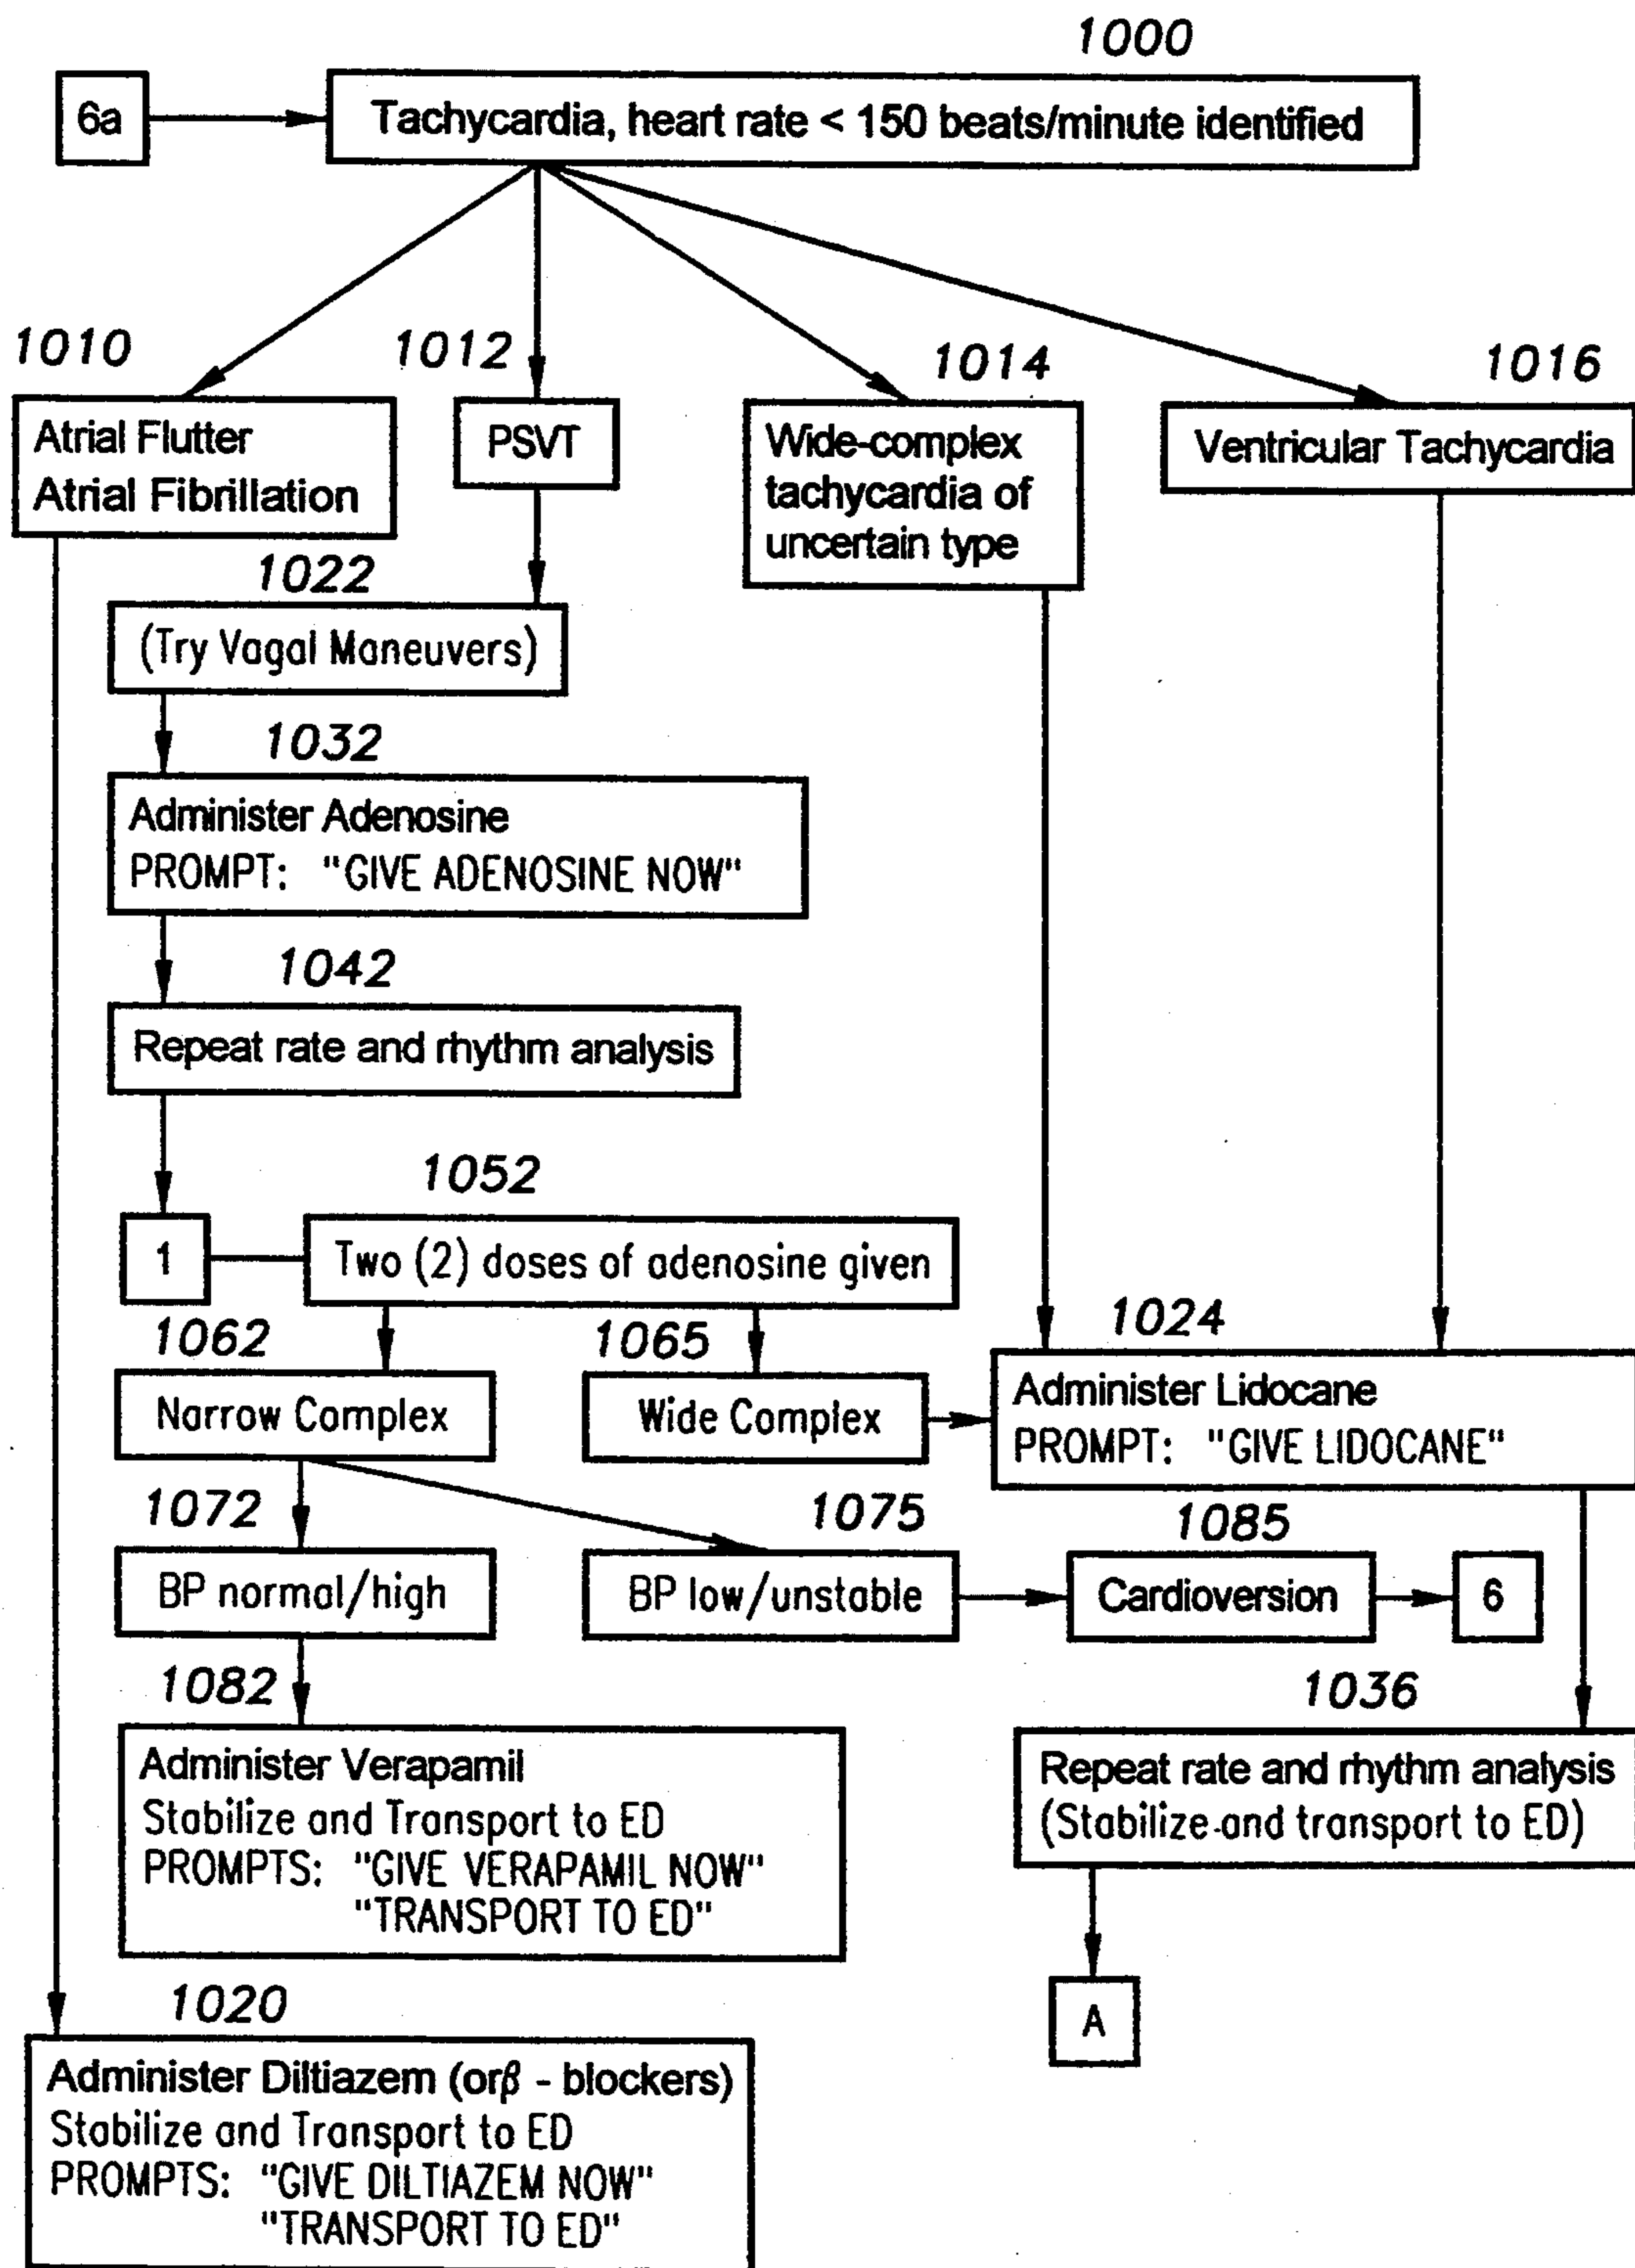 1000
6a
Tachycardia, heart rate < 150 beats/minute identified
1010
1012
1014
1016
Atrial Flutter
Atrial Fibrillation
PSVT
Wide-complex
tachycardia of
uncertain type
Ventricular Tachycardia
1022
(Try Vagal Maneuvers)
1032
Administer Adenosine
PROMPT: "GIVE ADENOSINE NOW"
1042
Repeat rate and rhythm analysis
1052
1
Two (2) doses of adenosine given
1062
1065
1024
Narrow Complex
Wide Complex
Administer Lidocane
PROMPT: "GIVE LIDOCANE"
1072
1075
1085
BP normal/high
BP low/unstable
Cardioversion
6
1082
1036
Administer Verapamil
Stabilize and Transport to ED
PROMPTS: "GIVE VERAPAMIL NOW"
"TRANSPORT TO ED"
Repeat rate and rhythm analysis
(Stabilize and transport to ED)
A
1020
Administer Diltiazem (orβ - blockers)
Stabilize and Transport to ED
PROMPTS: "GIVE DILTIAZEM NOW"
"TRANSPORT TO ED"